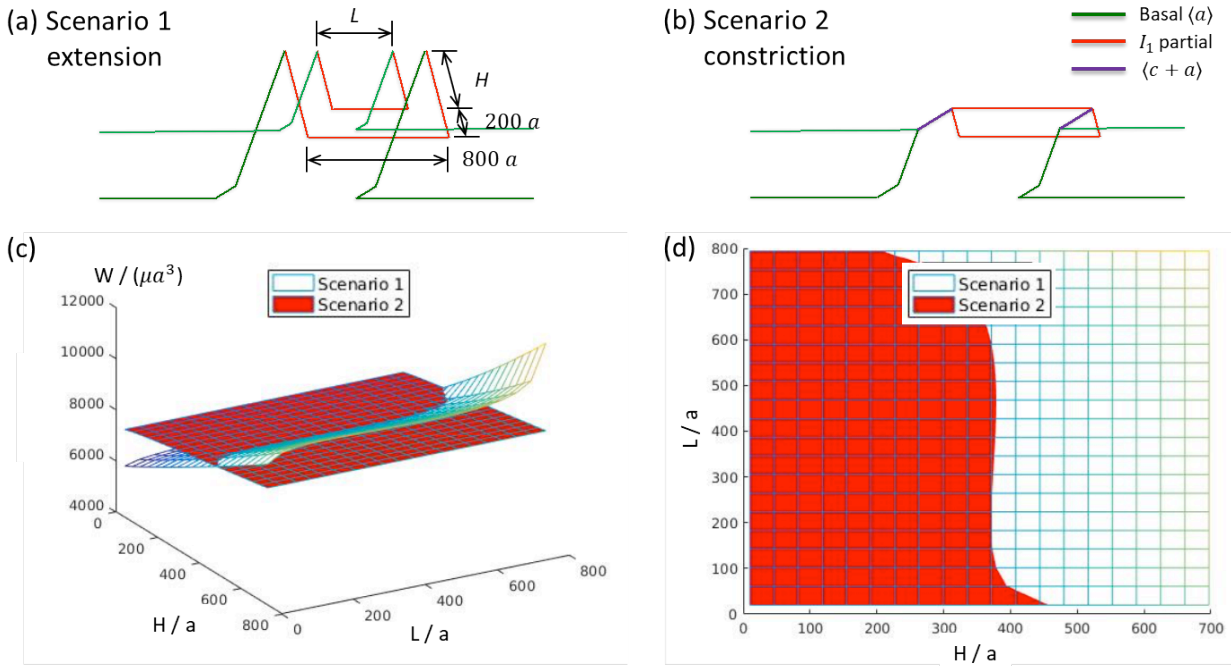 (a) Scenario 1
extension
L
H
200 a
800 a
(b) Scenario 2
constriction
Basal ⟨a⟩
I₁ partial
⟨c + a⟩
(c)
W / (μa³)
Scenario 1
Scenario 2
12000
10000
8000
6000
4000
0
200
400
600
800
H / a
0
200
400
600
800
L / a
(d)
Scenario 1
Scenario 2
800
700
600
500
400
300
200
100
0
L / a
0 100 200 300 400 500 600 700
H / a